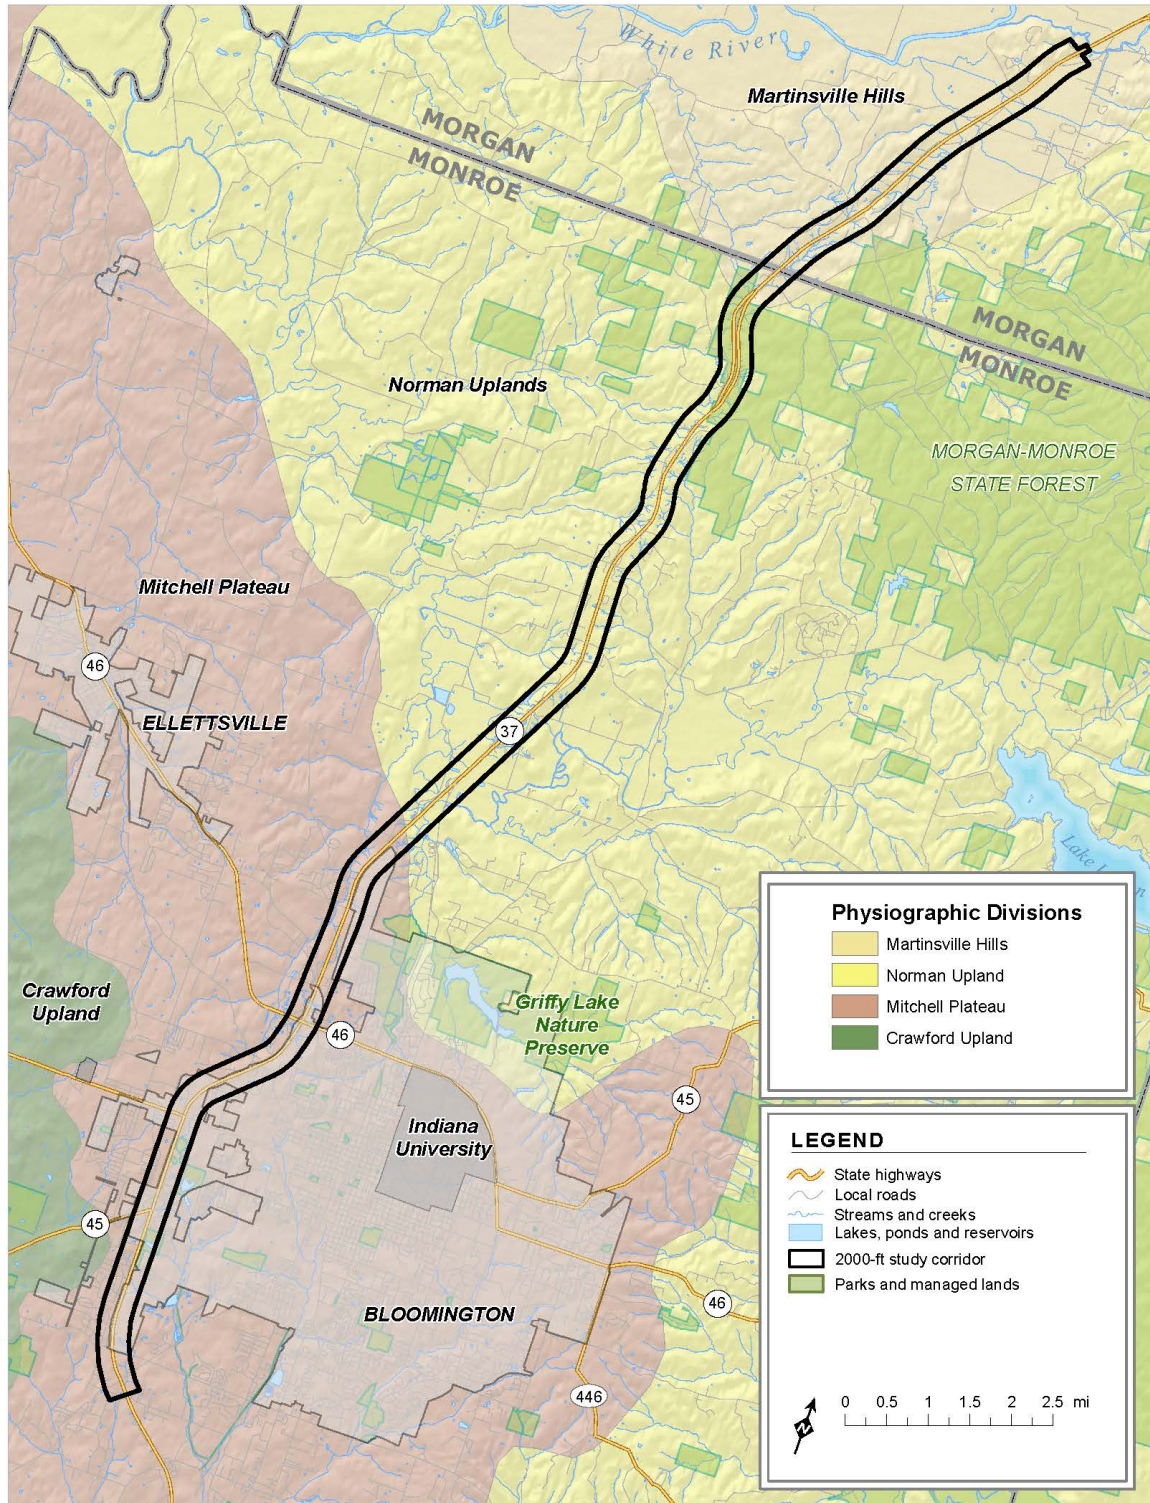 White River
Martinsville Hills
MORGAN
MONROE
MORGAN
MONROE
Norman Uplands
MORGAN-MONROE
STATE FOREST
Mitchell Plateau
46
ELLETTSVILLE
37
Lake
Crawford
Upland
Griffy Lake
Nature
Preserve
46
45
Indiana
University
45
BLOOMINGTON
46
446
Physiographic Divisions
Martinsville Hills
Norman Upland
Mitchell Plateau
Crawford Upland
LEGEND
State highways
Local roads
Streams and creeks
Lakes, ponds and reservoirs
2000-ft study corridor
Parks and managed lands
N
0 0.5 1 1.5 2 2.5 mi